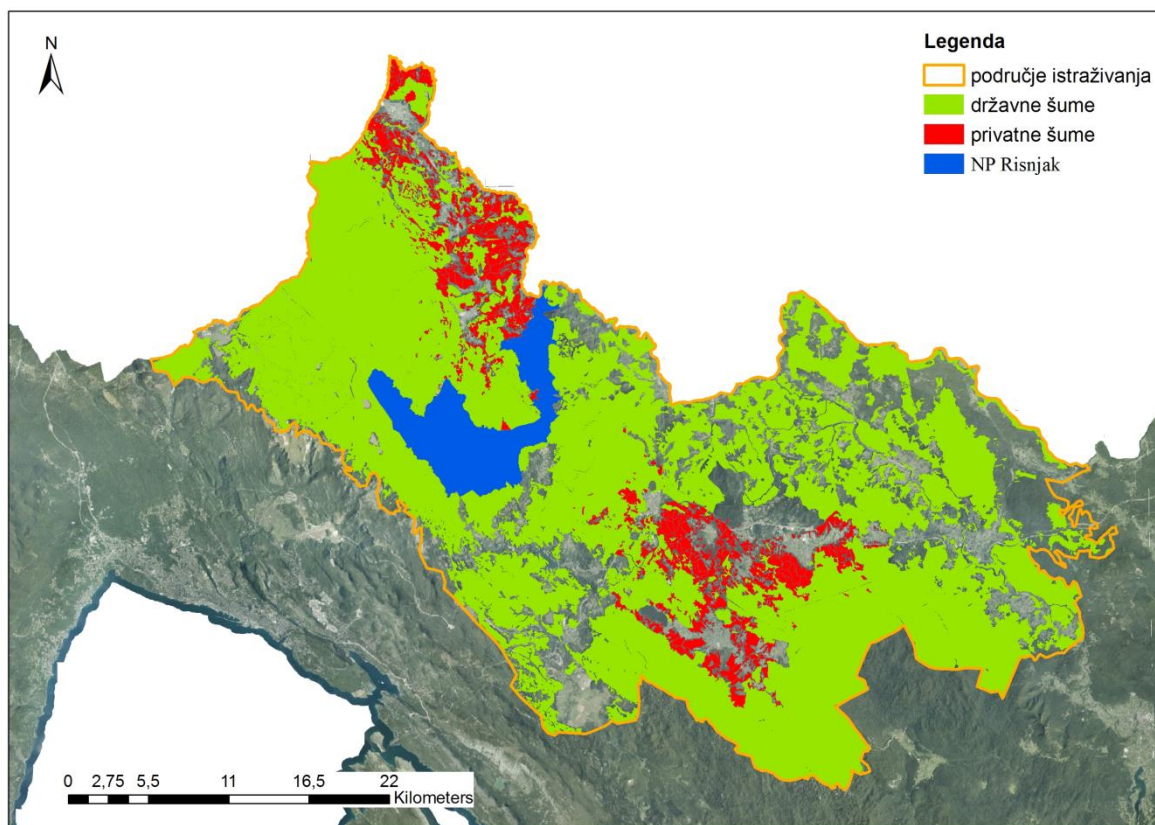 N
Legenda
područje istraživanja
državne šume
privatne šume
NP Risnjak
0 2,75 5,5 11 16,5 22
Kilometers